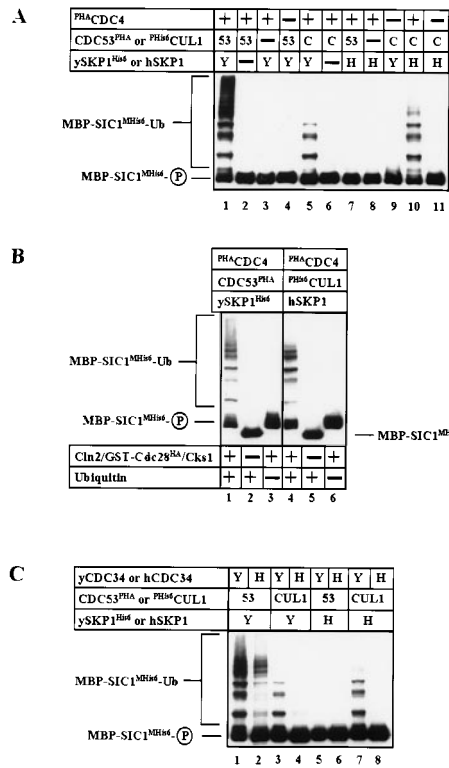 A
PHACDC4 + + + − + + + + − + −
CDC53PHA or PHis6CUL1 53 53 − 53 C C 53 − C C C
ySKP1His6 or hSKP1 Y − Y Y Y − H H Y H H
MBP-SIC1MHis6-Ub
MBP-SIC1MHis6-P
1 2 3 4 5 6 7 8 9 10 11
B
PHACDC4 PHACDC4
CDC53PHA PHis6CUL1
ySKP1His6 hSKP1
MBP-SIC1MHis6-Ub
MBP-SIC1MHis6-P
MBP-SIC1MH
Cln2/GST-Cdc28HA/Cks1 + − + + − +
Ubiquitin + + − + + −
1 2 3 4 5 6
C
yCDC34 or hCDC34 Y H Y H Y H Y H
CDC53PHA or PHis6CUL1 53 CUL1 53 CUL1
ySKP1His6 or hSKP1 Y Y H H
MBP-SIC1MHis6-Ub
MBP-SIC1MHis6-P
1 2 3 4 5 6 7 8